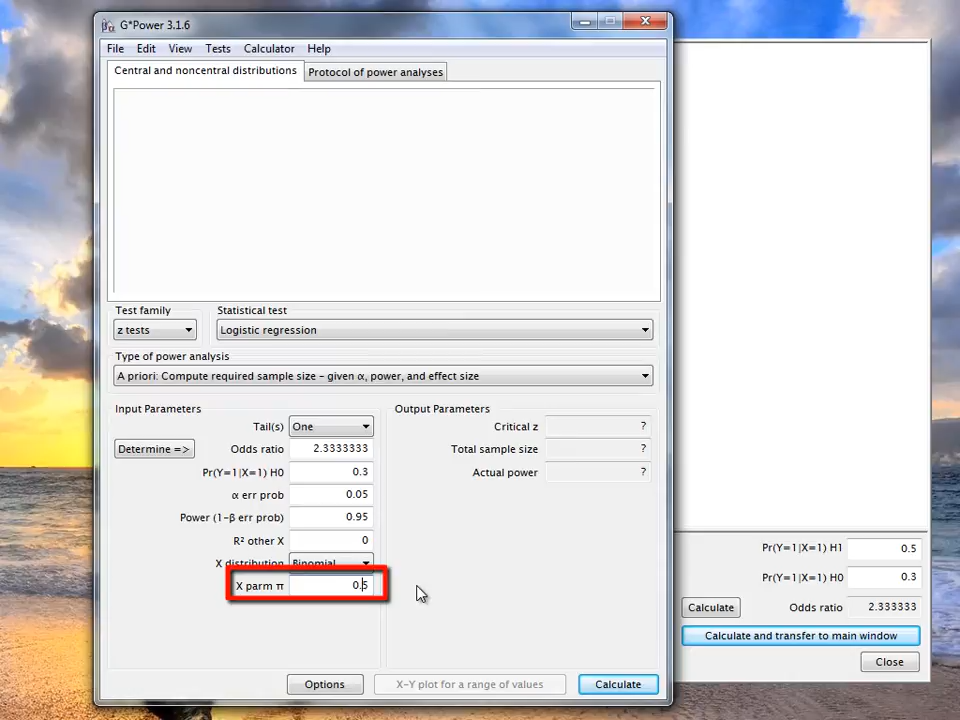 G*Power 3.1.6
File Edit View Tests Calculator Help
Central and noncentral distributions Protocol of power analyses
Test family Statistical test
z tests Logistic regression
Type of power analysis
A priori: Compute required sample size - given α, power, and effect size
Input Parameters Output Parameters
Tail(s) One Critical z ?
Determine => Odds ratio 2.3333333 Total sample size ?
Pr(Y=1|X=1) H0 0.3 Actual power ?
α err prob 0.05
Power (1-β err prob) 0.95
R² other X 0
X distribution Binomial
X parm π 0.5
Options X-Y plot for a range of values Calculate
Pr(Y=1|X=1) H1 0.5
Pr(Y=1|X=1) H0 0.3
Calculate Odds ratio 2.333333
Calculate and transfer to main window
Close